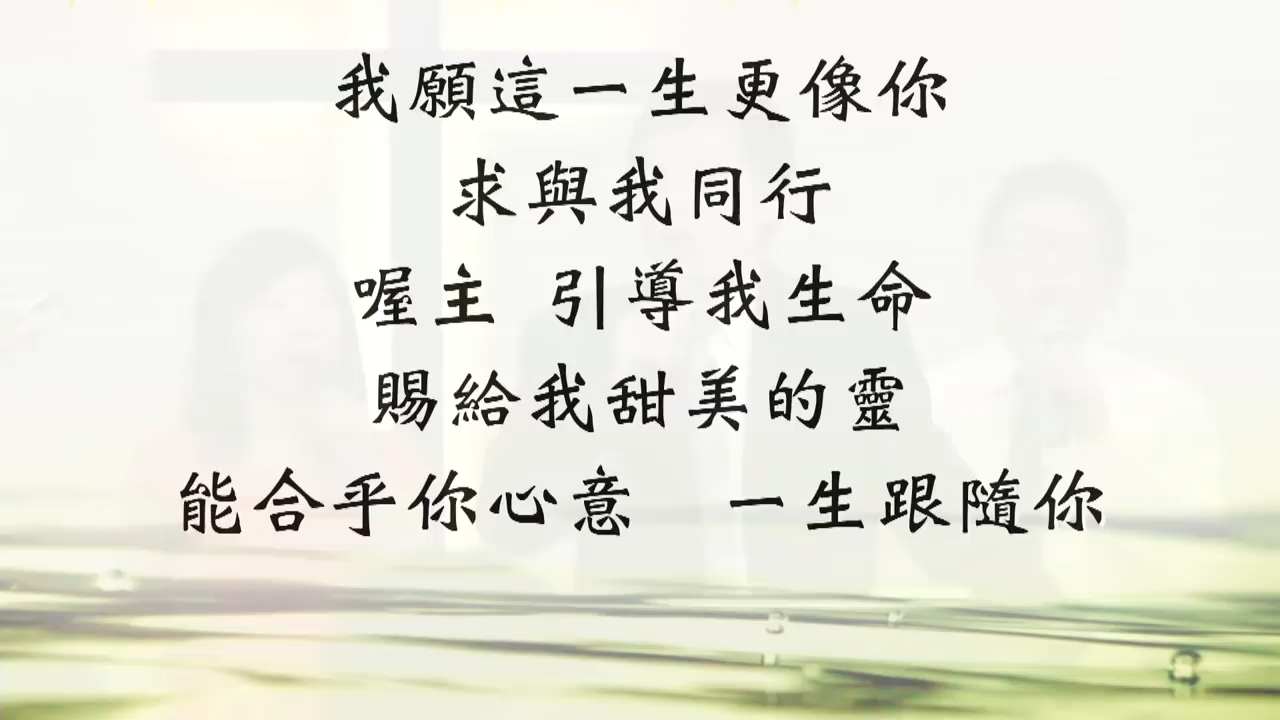 我願這一生更像你
求與我同行
喔主 引導我生命
賜給我甜美的靈
能合乎你心意 一生跟隨你